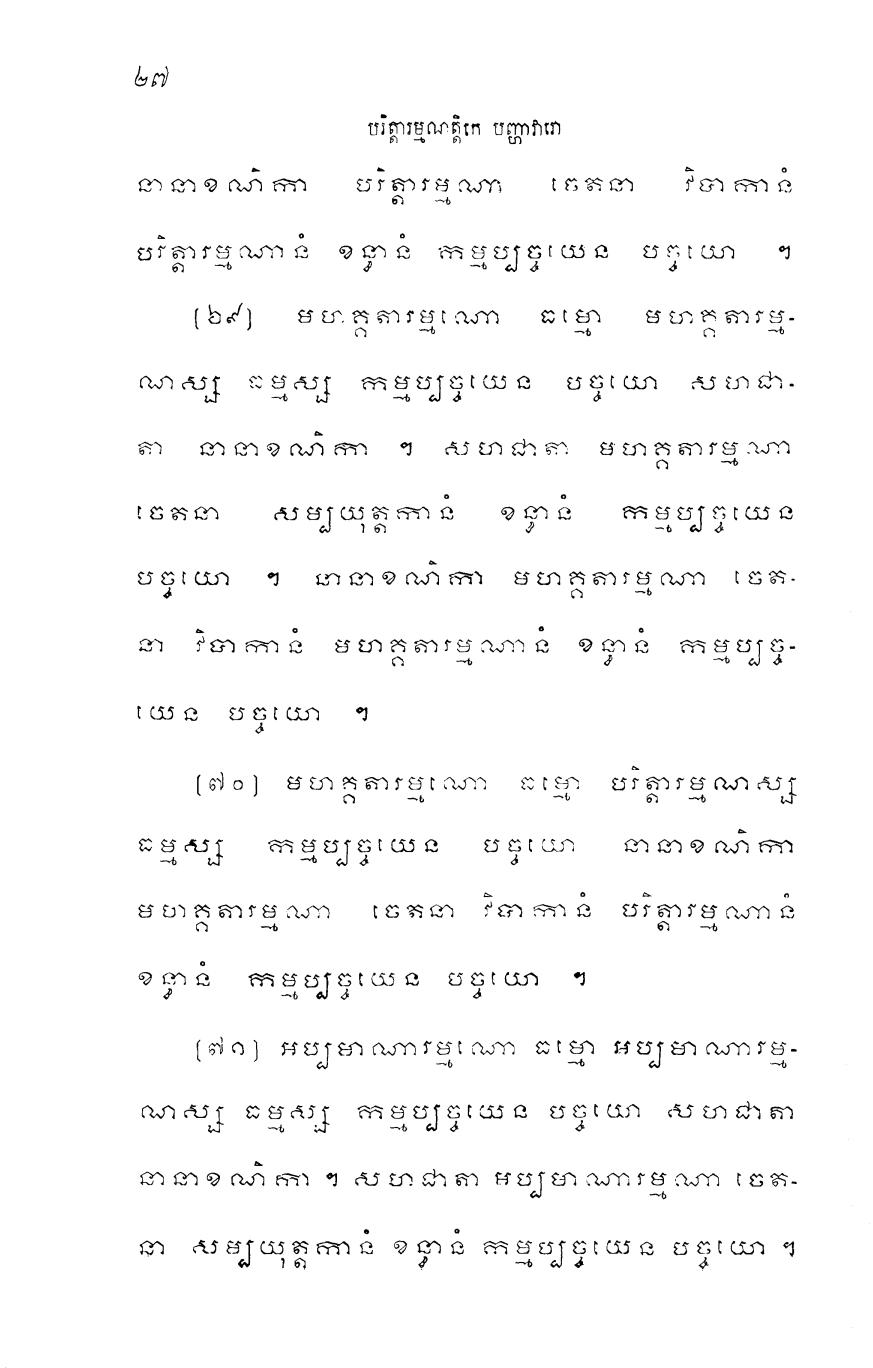 ២៧
បរិត្តារម្មណត្តិកេ បញ្ហាវារោ
នានាខណិកា បរិត្តារម្មណា ចេតនា វិបាកានំ
បរិត្តារម្មណានំ ខន្ធានំ កម្មប្បច្ចយេន បច្ចយោ ។
(៦៩) មហគ្គតារម្មណោ ធម្មោ មហគ្គតារម្ម-
ណស្ស ធម្មស្ស កម្មប្បច្ចយេន បច្ចយោ សហជា-
តា នានាខណិកា ។ សហជាតា មហគ្គតារម្មណា
ចេតនា សម្បយុត្តកានំ ខន្ធានំ កម្មប្បច្ចយេន
បច្ចយោ ។ នានាខណិកា មហគ្គតារម្មណា ចេត-
នា វិបាកានំ មហគ្គតារម្មណានំ ខន្ធានំ កម្មប្បច្ច-
យេន បច្ចយោ ។
(៧០) មហគ្គតារម្មណោ ធម្មោ បរិត្តារម្មណស្ស
ធម្មស្ស កម្មប្បច្ចយេន បច្ចយោ នានាខណិកា
មហគ្គតារម្មណា ចេតនា វិបាកានំ បរិត្តារម្មណានំ
ខន្ធានំ កម្មប្បច្ចយេន បច្ចយោ ។
(៧១) អប្បមាណារម្មណោ ធម្មោ អប្បមាណារម្ម-
ណស្ស ធម្មស្ស កម្មប្បច្ចយេន បច្ចយោ សហជាតា
នានាខណិកា ។ សហជាតា អប្បមាណារម្មណា ចេត-
នា សម្បយុត្តកានំ ខន្ធានំ កម្មប្បច្ចយេន បច្ចយោ ។